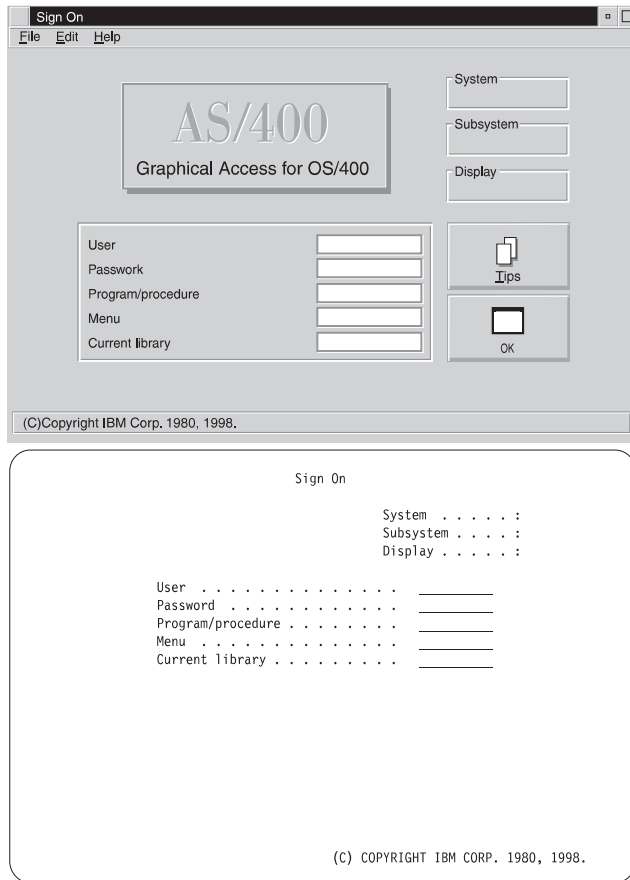 Sign On
File Edit Help
AS/400
Graphical Access for OS/400
System
Subsystem
Display
User
Passwork
Program/procedure
Menu
Current library
Tips
OK
(C)Copyright IBM Corp. 1980, 1998.
Sign On
System . . . . . :
Subsystem . . . . :
Display . . . . . :
User . . . . . . . . . . . . . .
Password . . . . . . . . . . . .
Program/procedure . . . . . . . .
Menu . . . . . . . . . . . . . .
Current library . . . . . . . . .
(C) COPYRIGHT IBM CORP. 1980, 1998.